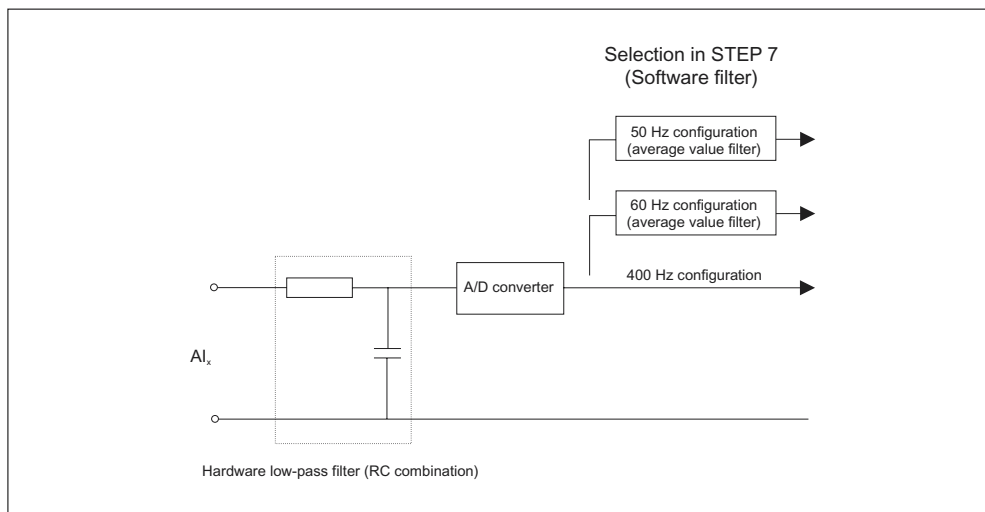 Selection in STEP 7
(Software filter)
50 Hz configuration
(average value filter)
60 Hz configuration
(average value filter)
400 Hz configuration
A/D converter
AIx
Hardware low-pass filter (RC combination)